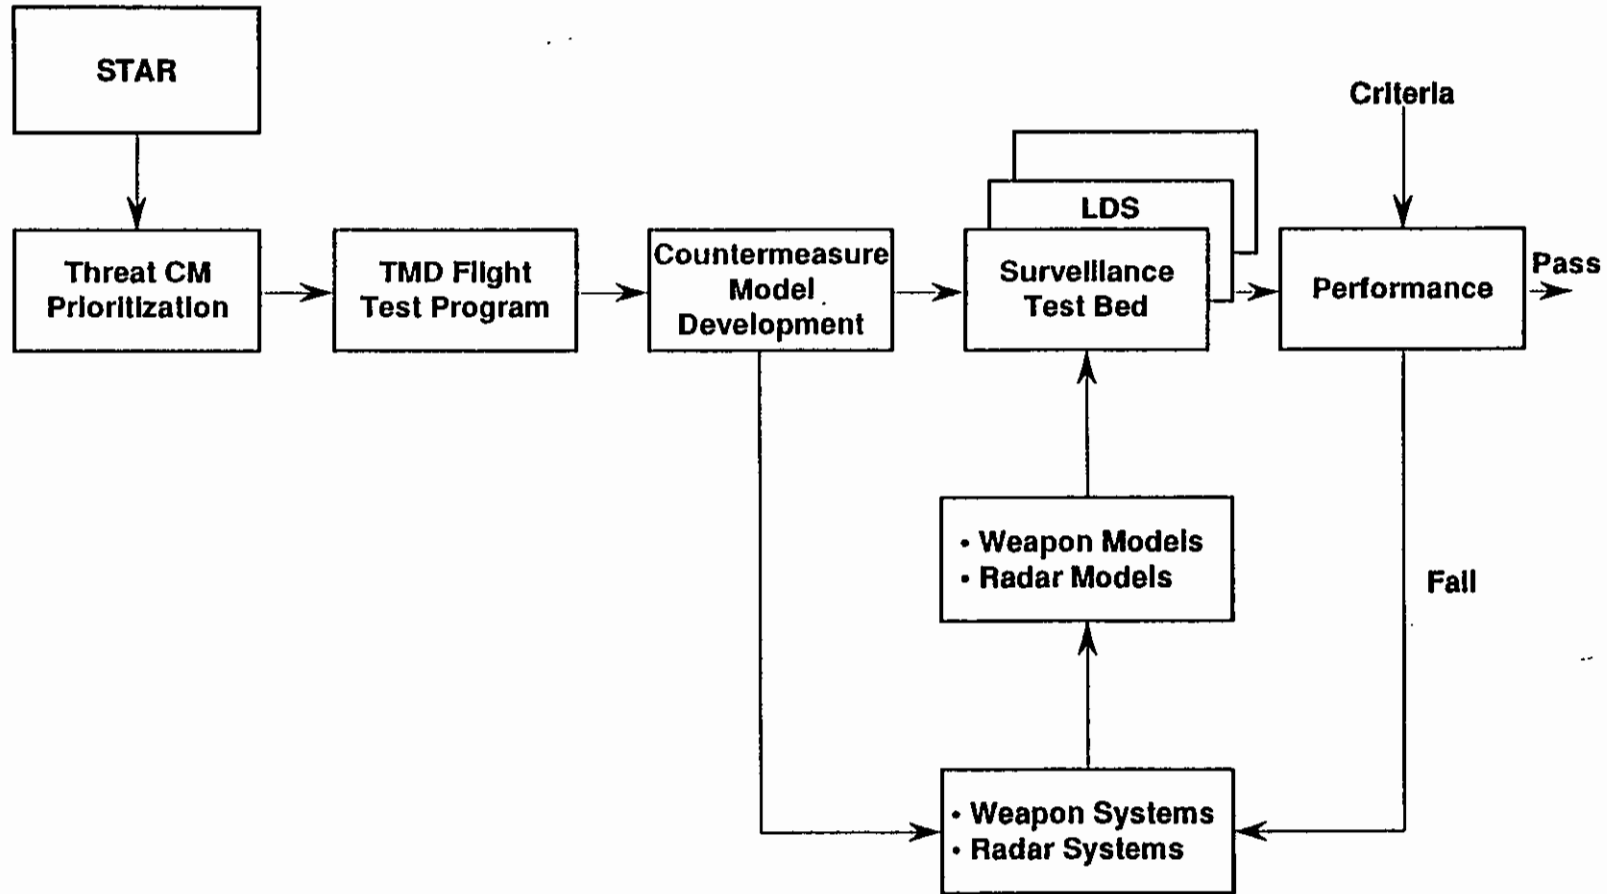 STAR
Criteria
LDS
Threat CM
Prioritization
TMD Flight
Test Program
Countermeasure
Model
Development
Surveillance
Test Bed
Performance
Pass
• Weapon Models
• Radar Models
Fail
• Weapon Systems
• Radar Systems